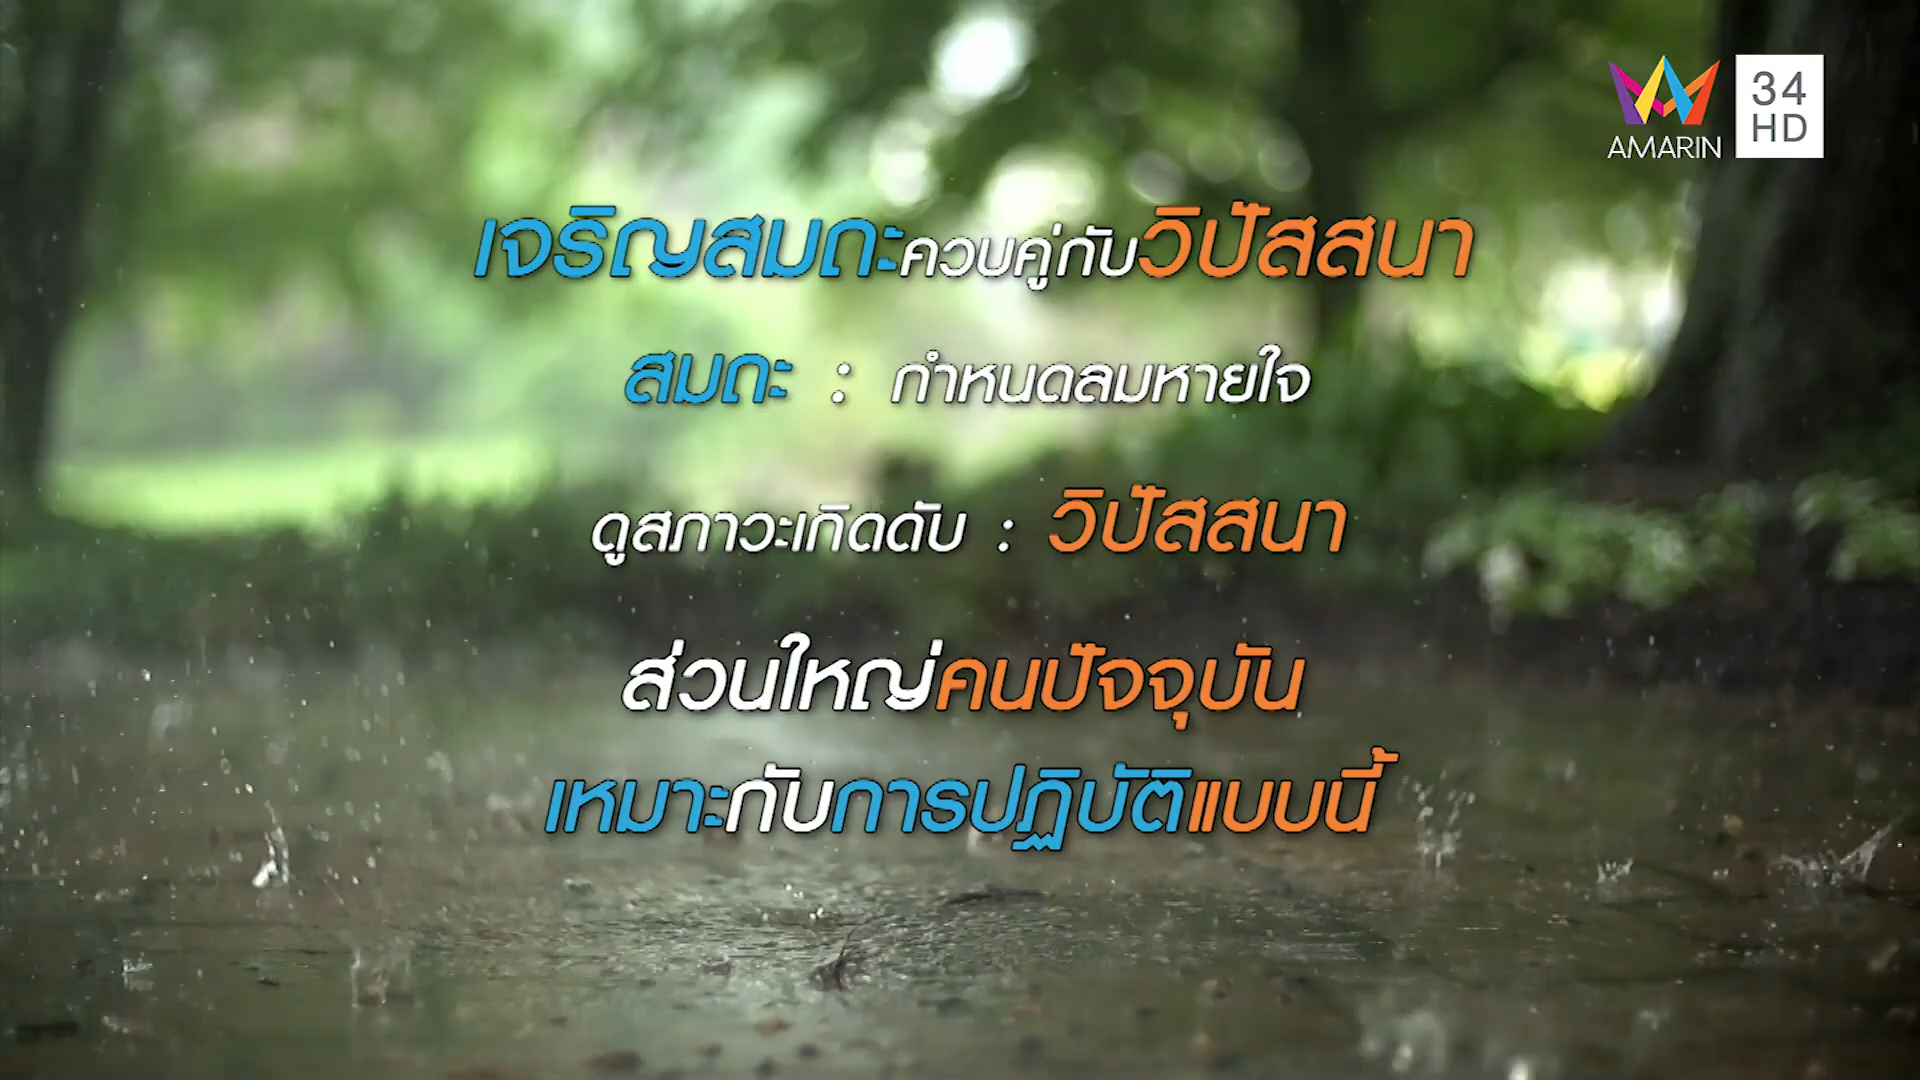 AMARIN
34
HD
เจริญสมถะควบคู่กับวิปัสสนา
สมถะ : กำหนดลมหายใจ
ดูสภาวะเกิดดับ : วิปัสสนา
ส่วนใหญ่คนปัจจุบัน
เหมาะกับการปฏิบัติแบบนี้